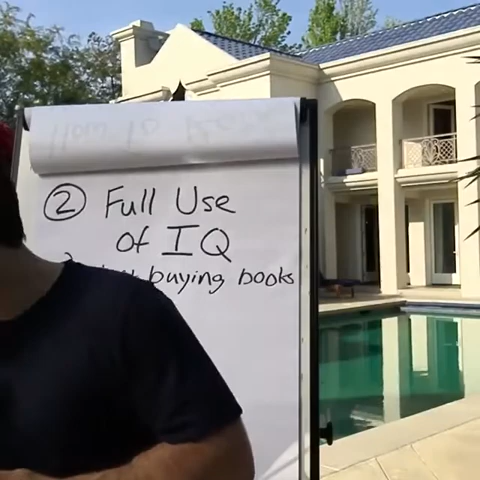 ② Full Use
of IQ
buying books